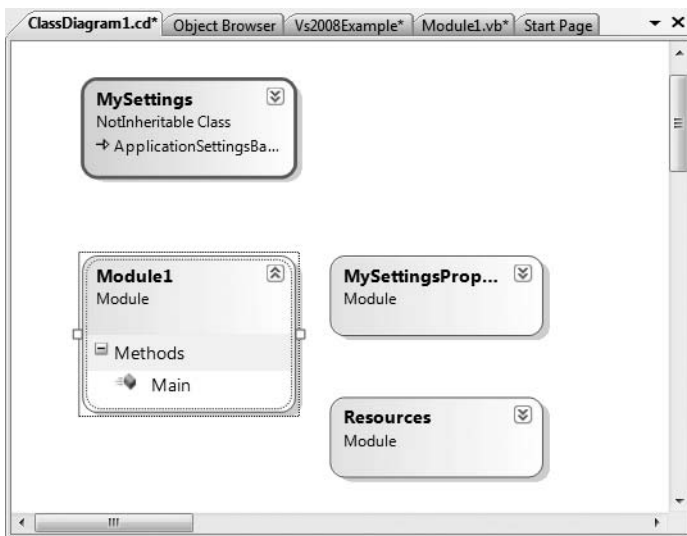 ClassDiagram1.cd* Object Browser Vs2008Example* Module1.vb* Start Page
MySettings
NotInheritable Class
ApplicationSettingsBa...
Module1
Module
Methods
Main
MySettingsProp...
Module
Resources
Module